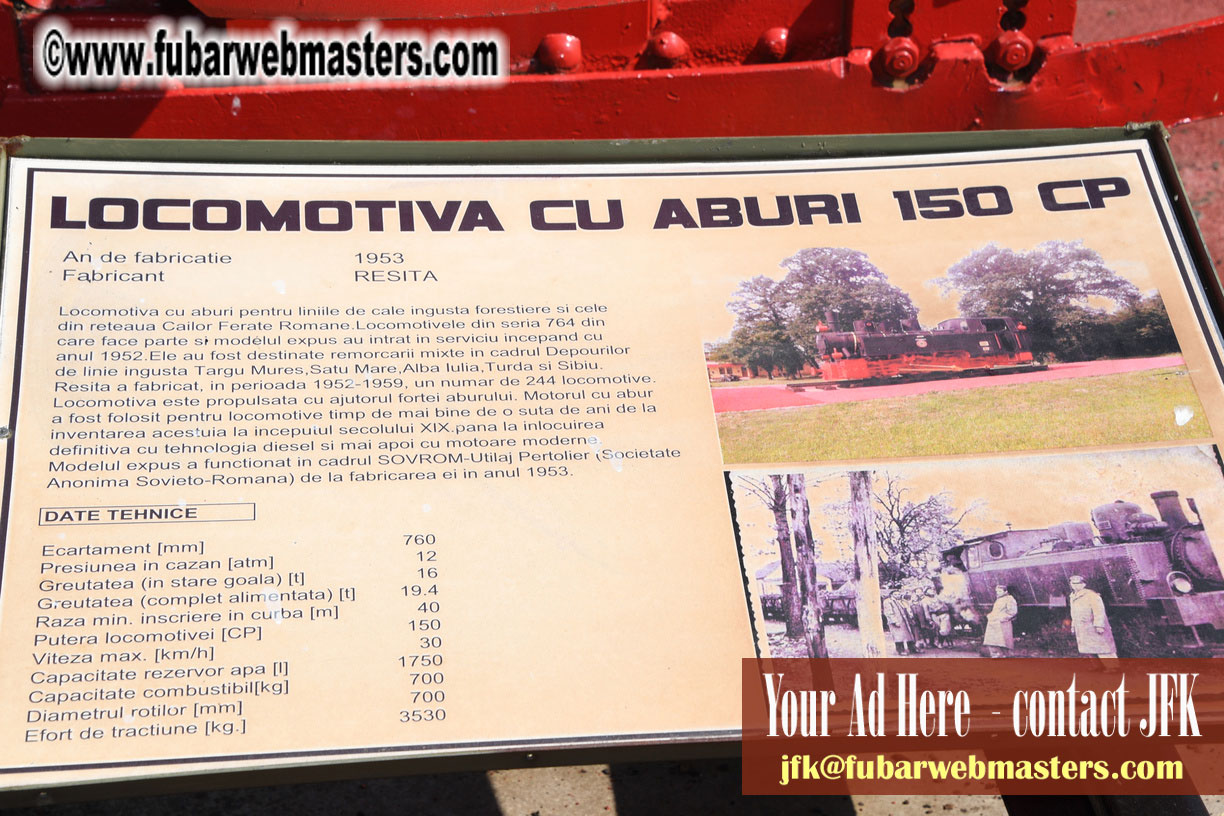 ©www.fubarwebmasters.com
LOCOMOTIVA CU ABURI 150 CP
An de fabricatie 1953
Fabricant RESITA
Locomotiva cu aburi pentru liniile de cale ingusta forestiere si cele
din reteaua Cailor Ferate Romane.Locomotivele din seria 764 din
care face parte si modelul expus au intrat in serviciu incepand cu
anul 1952.Ele au fost destinate remorcarii mixte in cadrul Depourilor
de linie ingusta Targu Mures,Satu Mare,Alba Iulia,Turda si Sibiu.
Resita a fabricat, in perioada 1952-1959, un numar de 244 locomotive.
Locomotiva este propulsata cu ajutorul fortei aburului. Motorul cu abur
a fost folosit pentru locomotive timp de mai bine de o suta de ani de la
inventarea acestuia la inceputul secolului XIX.pana la inlocuirea
definitiva cu tehnologia diesel si mai apoi cu motoare moderne.
Modelul expus a functionat in cadrul SOVROM-Utilaj Pertolier (Societate
Anonima Sovieto-Romana) de la fabricarea ei in anul 1953.
DATE TEHNICE
Ecartament [mm] 760
Presiunea in cazan [atm] 12
Greutatea (in stare goala) [t] 16
Greutatea (complet alimentata) [t] 19.4
Raza min. inscriere in curba [m] 40
Putera locomotivei [CP] 150
Viteza max. [km/h] 30
Capacitate rezervor apa [l] 1750
Capacitate combustibil[kg] 700
Diametrul rotilor [mm] 700
Efort de tractiune [kg.] 3530
Your Ad Here - contact JFK
jfk@fubarwebmasters.com